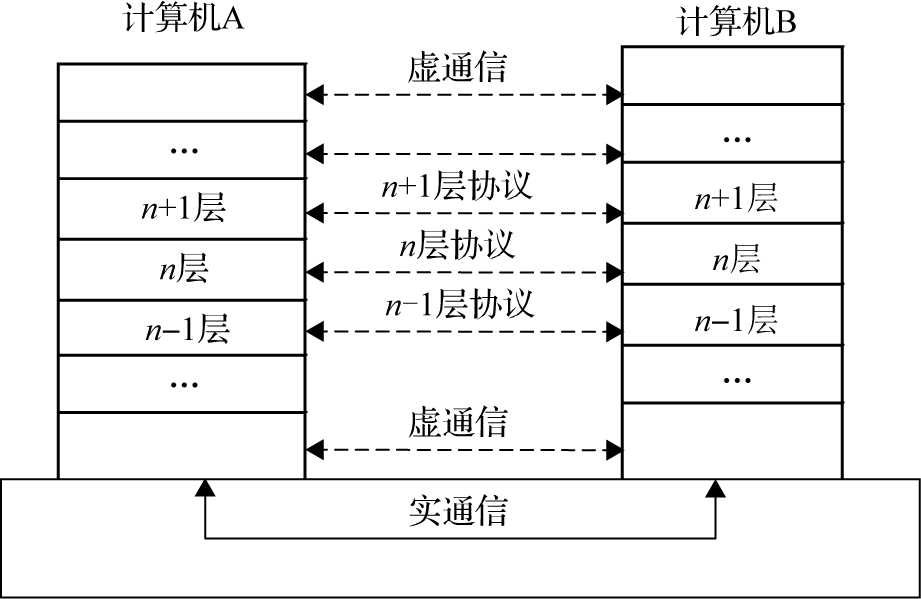 计算机A
计算机B
虚通信
...
...
n+1层
n+1层协议
n+1层
n层
n层协议
n层
n-1层
n-1层协议
n-1层
...
...
虚通信
实通信